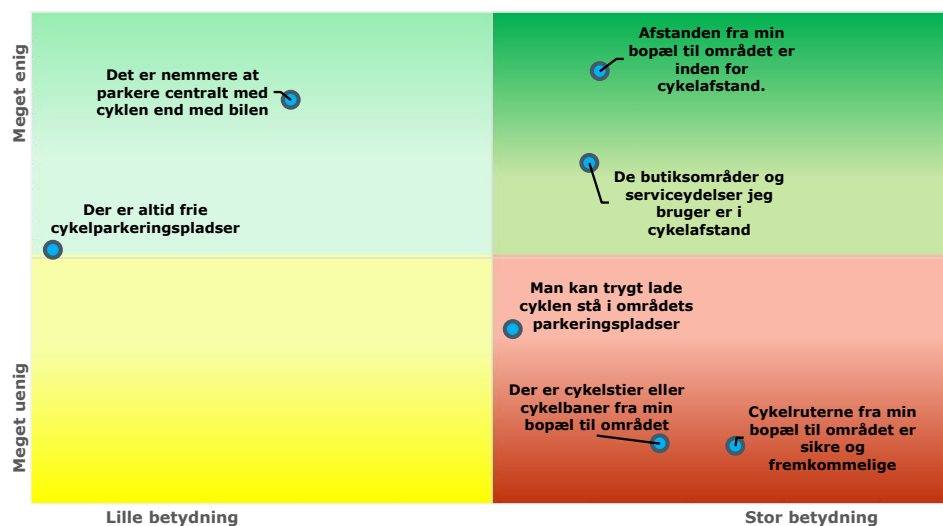 Meget enig
Meget uenig
Det er nemmere at
parkere centralt med
cyklen end med bilen
Afstanden fra min
bopæl til området er
inden for
cykelafstand.
De butiksområder og
serviceydelser jeg
bruger er i
cykelafstand
Der er altid frie
cykelparkeringspladser
Man kan trygt lade
cyklen stå i områdets
parkeringspladser
Der er cykelstier eller
cykelbaner fra min
bopæl til området
Cykelruterne fra min
bopæl til området er
sikre og
fremkommelige
Lille betydning
Stor betydning